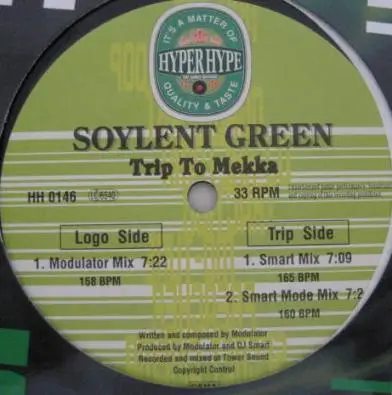 IT'S A MATTER OF
HYPER HYPE
QUALITY & TASTE
SOYLENT GREEN
Trip To Mekka
HH 0146
33 RPM
Logo Side
1. Modulator Mix 7:22
158 BPM
Trip Side
1. Smart Mix 7:09
165 BPM
2. Smart Mode Mix 7:2
160 BPM
Written and composed by Modulator
Produced by Modulator and DJ Smart
Recorded and mixed at Tower Sound
Copyright Control